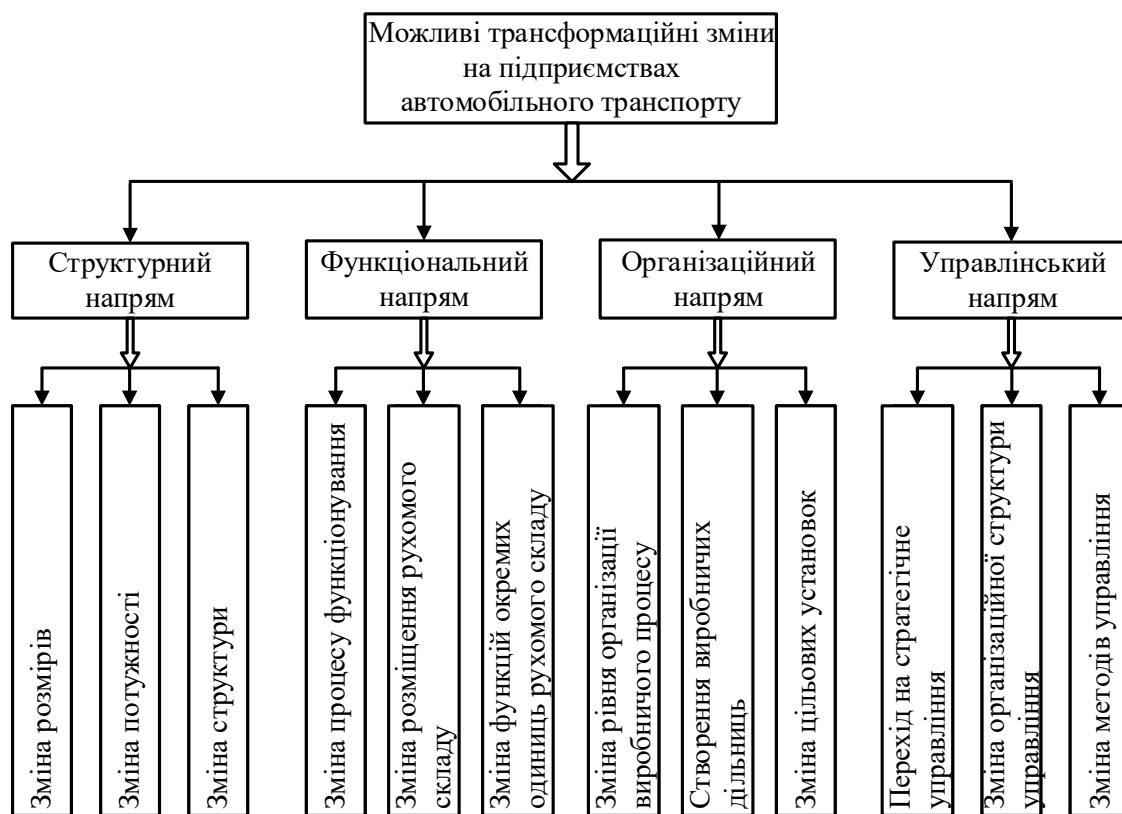 Можливі трансформаційні зміни
на підприємствах
автомобільного транспорту
Структурний
напрям
Функціональний
напрям
Організаційний
напрям
Управлінський
напрям
Зміна розмірів
Зміна потужності
Зміна структури
Зміна процесу функціонування
Зміна розміщення рухомого
складу
Зміна функцій окремих
одиниць рухомого складу
Зміна рівня організації
виробничого процесу
Створення виробничих
дільниць
Зміна цільових установок
Перехід на стратегічне
управління
Зміна організаційної структури
управління
Зміна методів управління